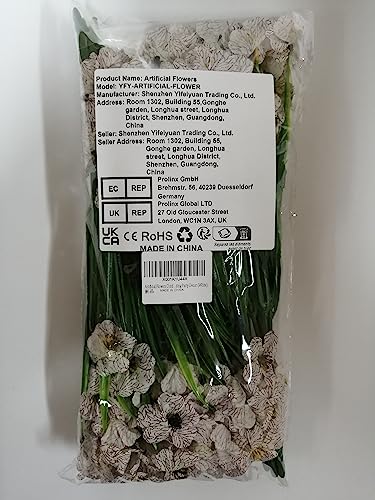 Product Name: Artificial Flowers
Model: YFY-ARTIFICIAL-FLOWER
Manufacturer: Shenzhen Yifeiyuan Trading Co., Ltd.
Address: Room 1302, Building 55,Gonghe
garden, Longhua street, Longhua
District, Shenzhen, Guangdong,
China
Seller: Shenzhen Yifeiyuan Trading Co., Ltd.
Seller Address: Room 1302, Building 55,
Gonghe garden, Longhua
street, Longhua District,
Shenzhen, Guangdong,
China
EC REP
Prolinx GmbH
Brehmstr. 56, 40239 Duesseldorf
Germany
UK REP
Prolinx Global LTD
27 Old Gloucester Street
London, WC1N 3AX, UK
UK CA CE RoHS
MADE IN CHINA
MADE IN CHINA